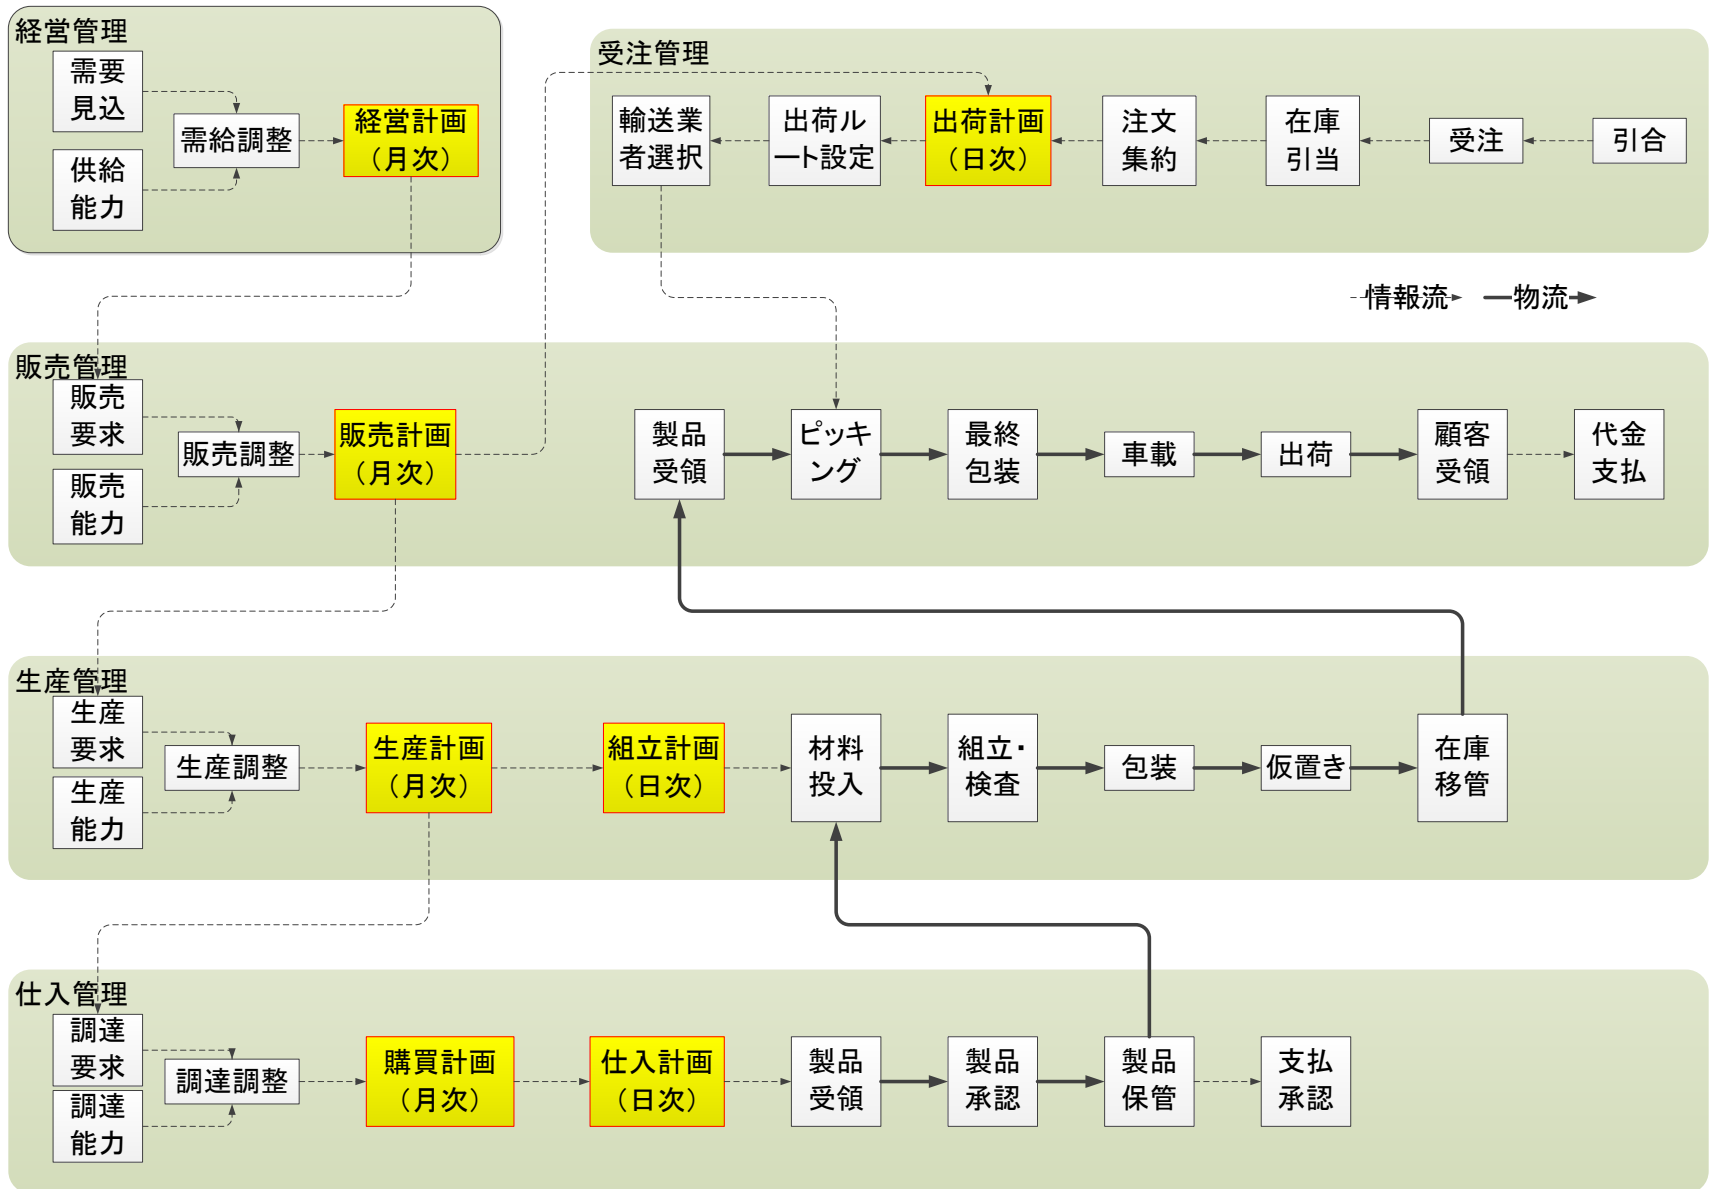 経営管理
需要
見込
供給
能力
需給調整
経営計画
（月次）
受注管理
輸送業
者選択
出荷ル
ート設定
出荷計画
（日次）
注文
集約
在庫
引当
受注
引合
情報流
物流
販売管理
販売
要求
販売
能力
販売調整
販売計画
（月次）
製品
受領
ピッキ
ング
最終
包装
車載
出荷
顧客
受領
代金
支払
生産管理
生産
要求
生産
能力
生産調整
生産計画
（月次）
組立計画
（日次）
材料
投入
組立・
検査
包装
仮置き
在庫
移管
仕入管理
調達
要求
調達
能力
調達調整
購買計画
（月次）
仕入計画
（日次）
製品
受領
製品
承認
製品
保管
支払
承認